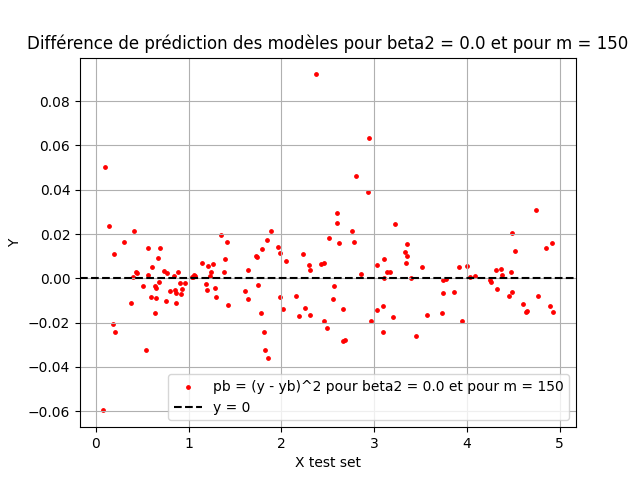 Différence de prédiction des modèles pour beta2 = 0.0 et pour m = 150
0.08
0.06
0.04
0.02
0.00
−0.02
−0.04
−0.06
Y
pb = (y - yb)^2 pour beta2 = 0.0 et pour m = 150
y = 0
0 1 2 3 4 5
X test set